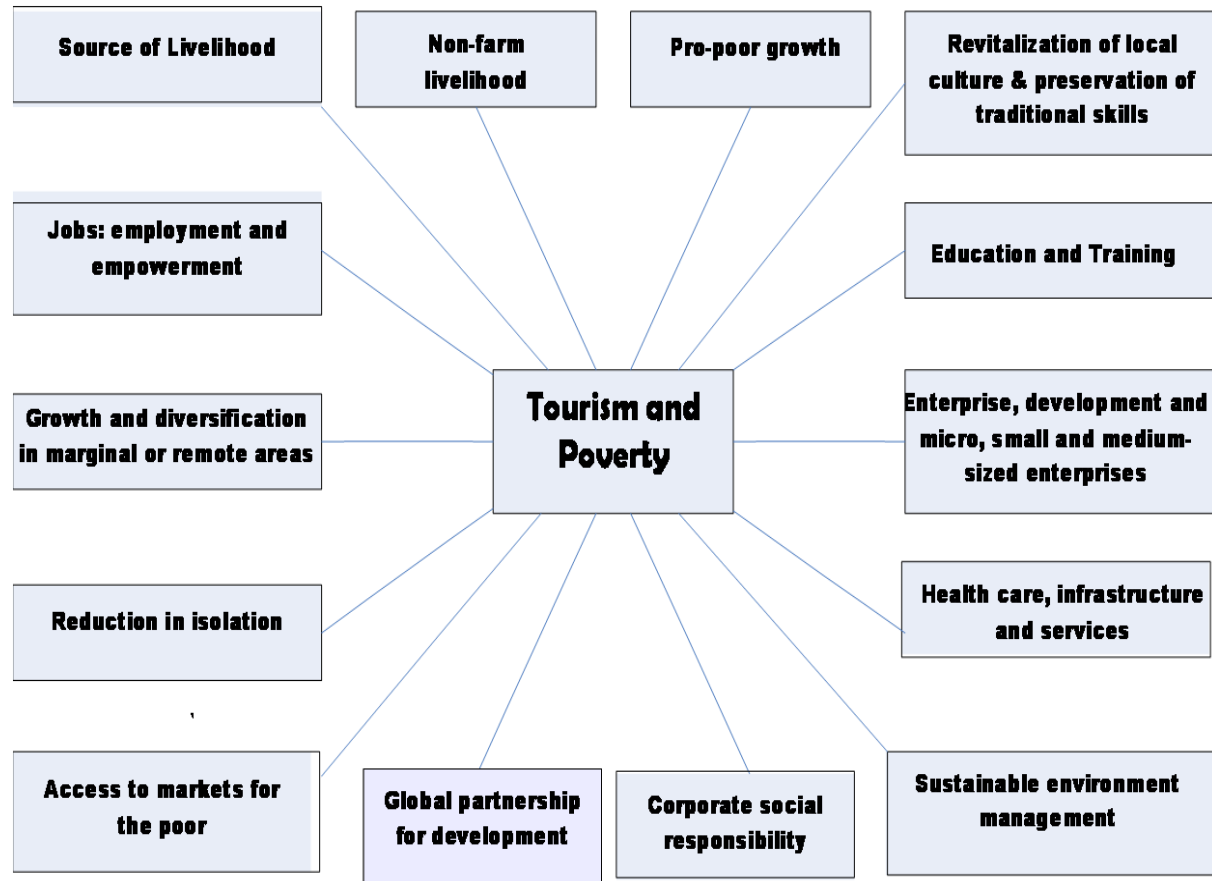 Source of Livelihood
Non-farm
livelihood
Pro-poor growth
Revitalization of local
culture & preservation of
traditional skills
Jobs: employment and
empowerment
Education and Training
Growth and diversification
in marginal or remote areas
Tourism and
Poverty
Enterprise, development and
micro, small and medium-
sized enterprises
Reduction in isolation
Health care, infrastructure
and services
Access to markets for
the poor
Global partnership
for development
Corporate social
responsibility
Sustainable environment
management